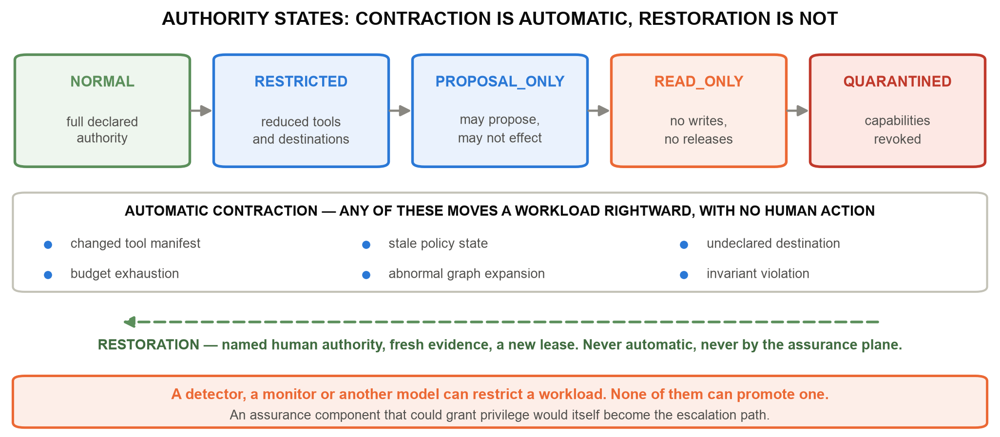 AUTHORITY STATES: CONTRACTION IS AUTOMATIC, RESTORATION IS NOT
NORMAL
full declared
authority
RESTRICTED
reduced tools
and destinations
PROPOSAL_ONLY
may propose,
may not effect
READ_ONLY
no writes,
no releases
QUARANTINED
capabilities
revoked
AUTOMATIC CONTRACTION — ANY OF THESE MOVES A WORKLOAD RIGHTWARD, WITH NO HUMAN ACTION
changed tool manifest
stale policy state
undeclared destination
budget exhaustion
abnormal graph expansion
invariant violation
RESTORATION — named human authority, fresh evidence, a new lease. Never automatic, never by the assurance plane.
A detector, a monitor or another model can restrict a workload. None of them can promote one.
An assurance component that could grant privilege would itself become the escalation path.